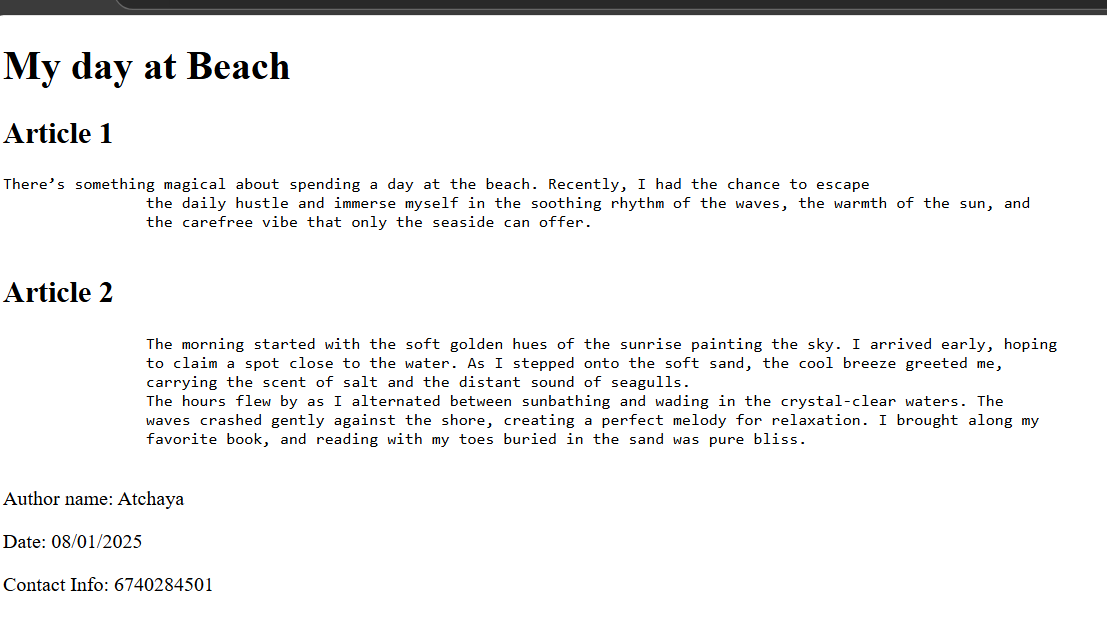 My day at Beach
Article 1
There’s something magical about spending a day at the beach. Recently, I had the chance to escape
the daily hustle and immerse myself in the soothing rhythm of the waves, the warmth of the sun, and
the carefree vibe that only the seaside can offer.
Article 2
The morning started with the soft golden hues of the sunrise painting the sky. I arrived early, hoping
to claim a spot close to the water. As I stepped onto the soft sand, the cool breeze greeted me,
carrying the scent of salt and the distant sound of seagulls.
The hours flew by as I alternated between sunbathing and wading in the crystal-clear waters. The
waves crashed gently against the shore, creating a perfect melody for relaxation. I brought along my
favorite book, and reading with my toes buried in the sand was pure bliss.
Author name: Atchaya
Date: 08/01/2025
Contact Info: 6740284501